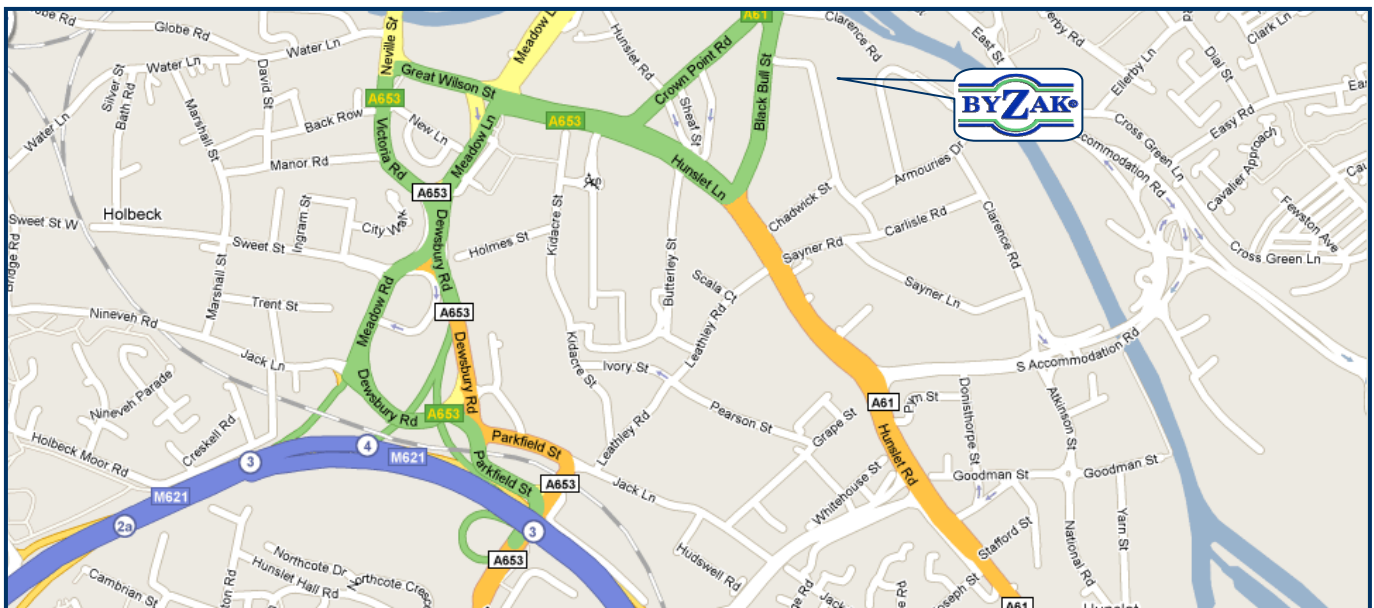 Globe Rd
Water Ln
Neville St
Meadow L
Hunslet Rd
A61
Clarence Rd
East St
Ellerby Ln
Dial St
Clark Ln
Water Ln
Silver St
Bath Rd
David St
Great Wilson St
Crown Point Rd
Black Bull St
BYZAK®
A653
A653
Sheaf St
Easy Rd
Cross Green Ln
Water Ln
Marshall St
Back Row
New Ln
Victoria Rd
Meadow Ln
Manor Rd
A653
Hunslet Ln
Armouries Dr
Cavalier Approach
Fewston Ave
Holbeck
Sweet St W
Sweet St
Ingram St
City Walk
Dewsbury Rd
Holmes St
Kidacre St
Butterley St
Chadwick St
Carlisle Rd
Sayner Rd
Clarence Rd
Cross Green Ln
Marshall St
Trent St
Meadow Rd
A653
Scala Ct
Leathley Rd
Sayner Ln
Nineveh Rd
Jack Ln
Dewsbury Rd
Kidacre St
Ivory St
S Accommodation Rd
Nineveh Parade
Dewsbury Rd
A653
Pearson St
Grape St
A61
Donisthorpe St
Atkinson St
Holbeck Moor Rd
Creskell Rd
3
4
M621
Parkfield St
Parkfield St
Leathley Rd
Hunslet Rd
Goodman St
Goodman St
M621
A653
Jack Ln
Whitehouse St
2a
3
A653
Stafford St
National Rd
Yarn St
Northcote Dr
Hunslet Hall Rd
Cambrian St
Hudswell Rd
A61